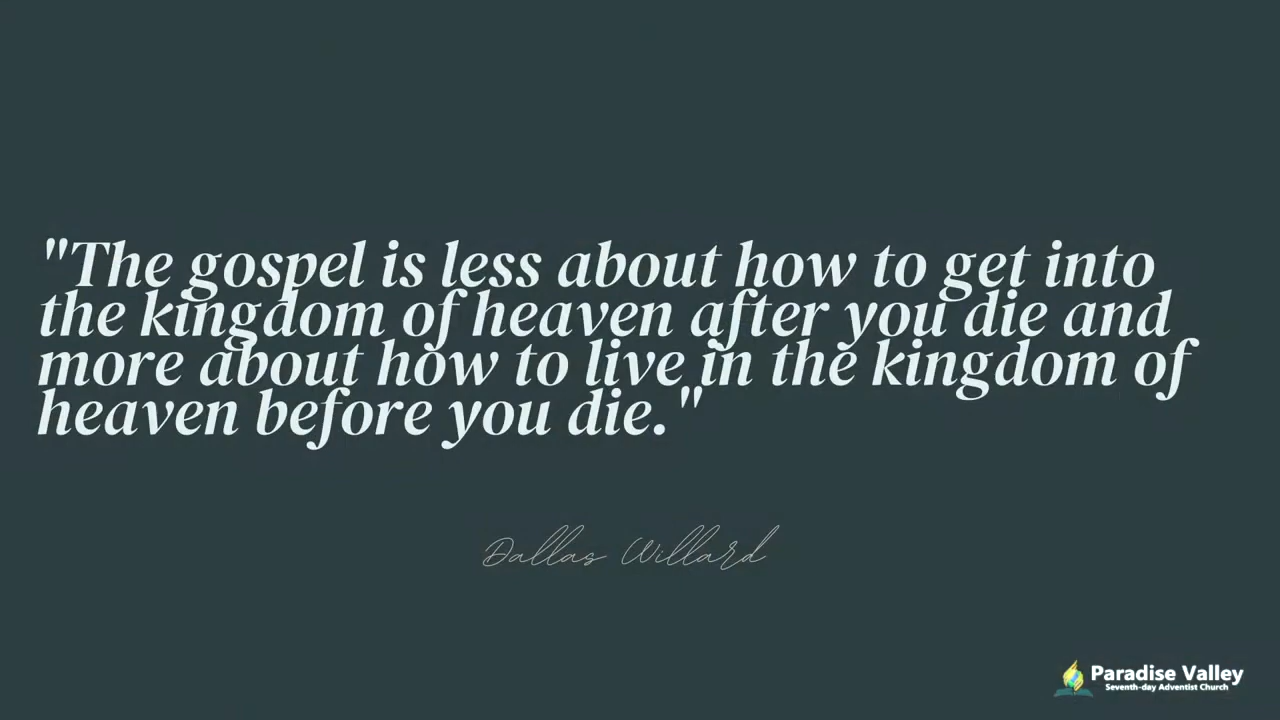 "The gospel is less about how to get into
the kingdom of heaven after you die and
more about how to live in the kingdom of
heaven before you die."
Dallas Willard
Paradise Valley
Seventh-day Adventist Church